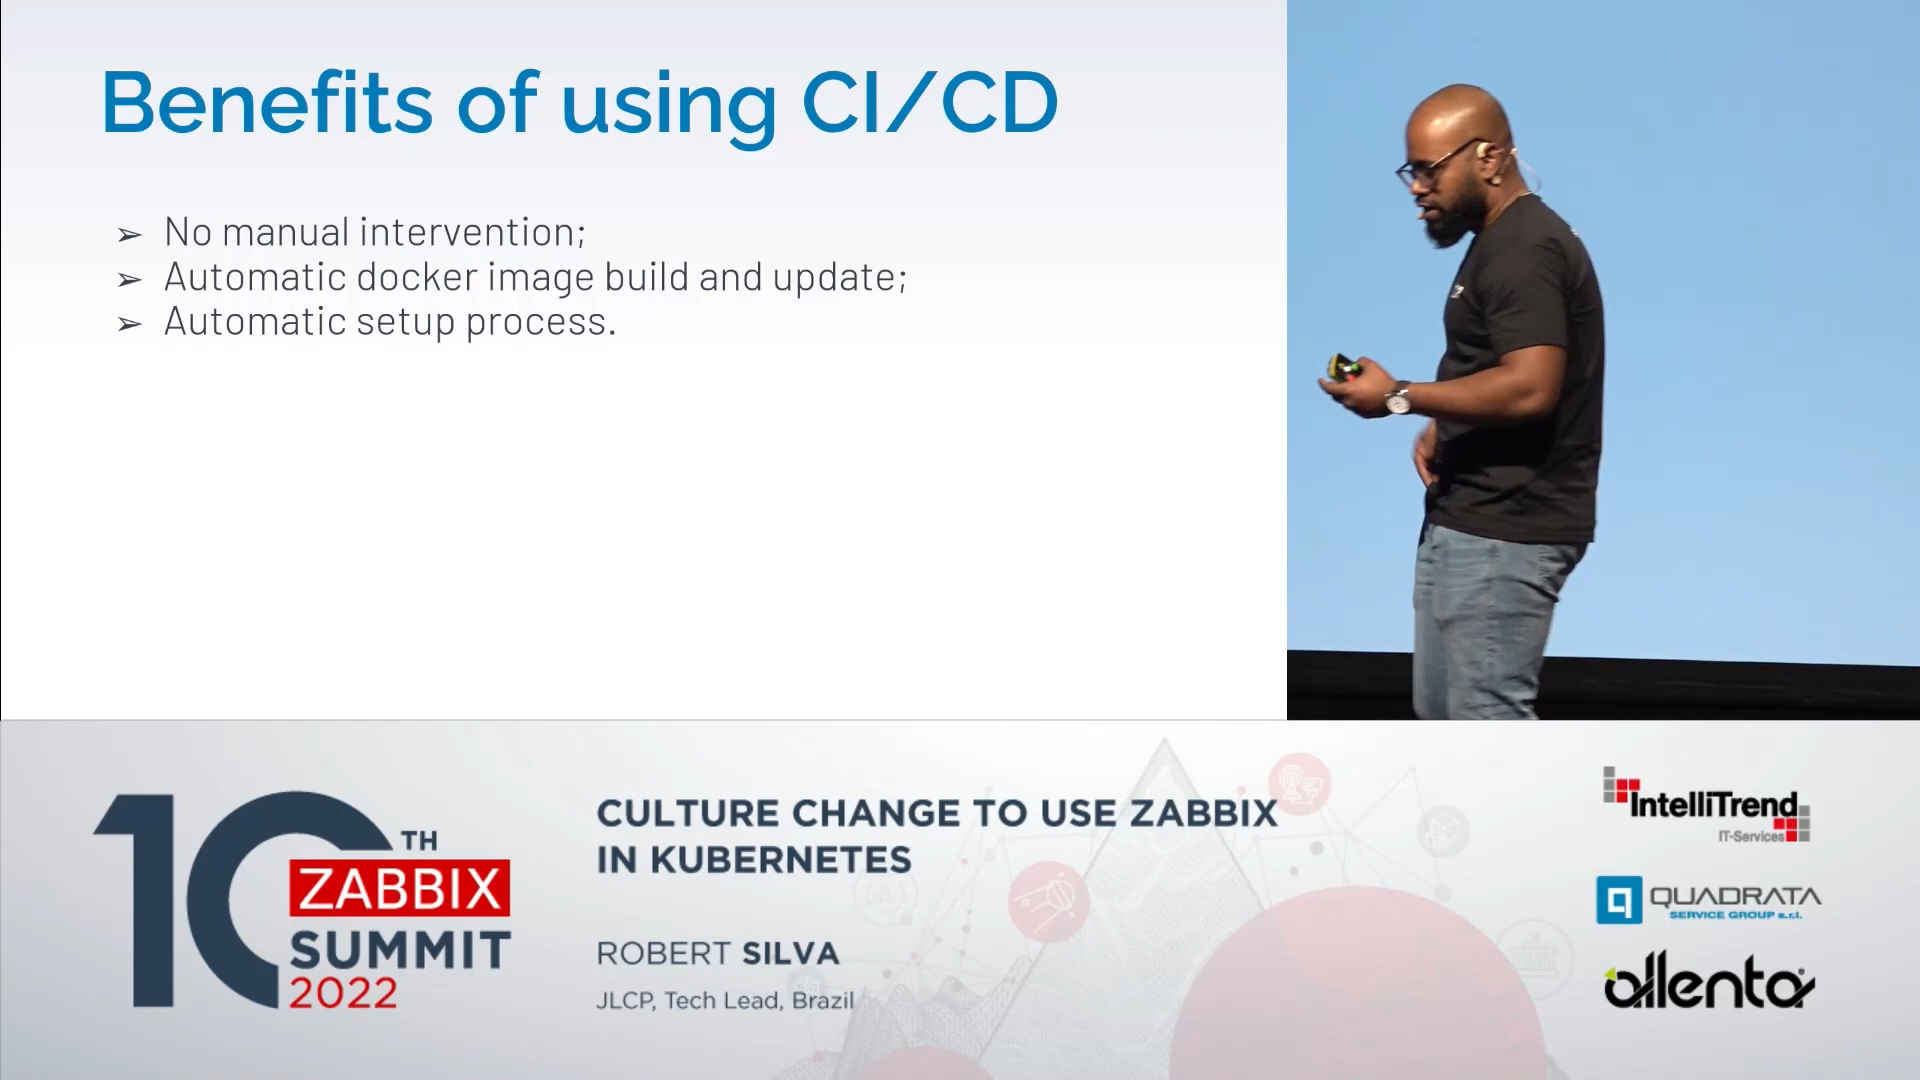 Benefits of using CI/CD
➢ No manual intervention;
➢ Automatic docker image build and update;
➢ Automatic setup process.
10TH
ZABBIX
SUMMIT
2022
CULTURE CHANGE TO USE ZABBIX
IN KUBERNETES
ROBERT SILVA
JLCP, Tech Lead, Brazil
IntelliTrend
IT-Services
QUADRATA
SERVICE GROUP s.r.l.
allenta